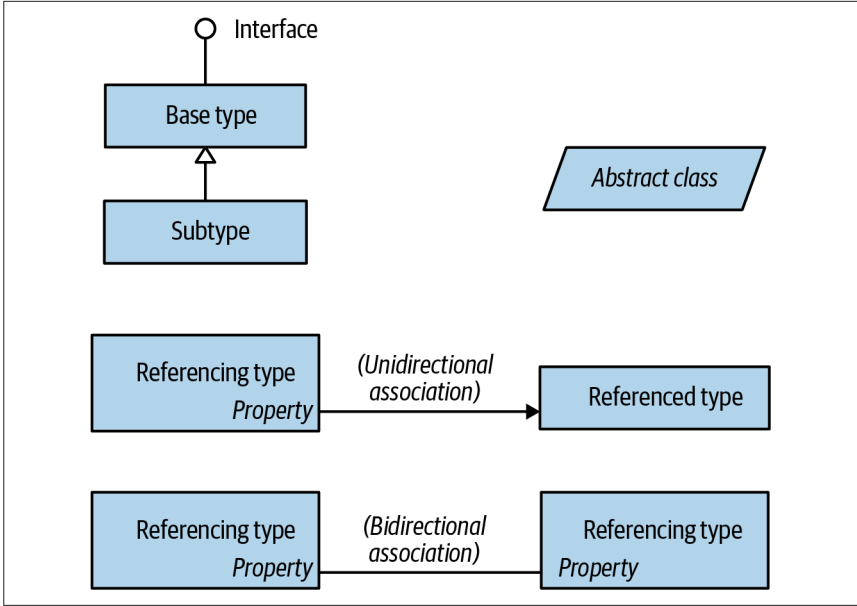 Interface
Base type
Abstract class
Subtype
Referencing type
Property
(Unidirectional
association)
Referenced type
Referencing type
Property
(Bidirectional
association)
Referencing type
Property